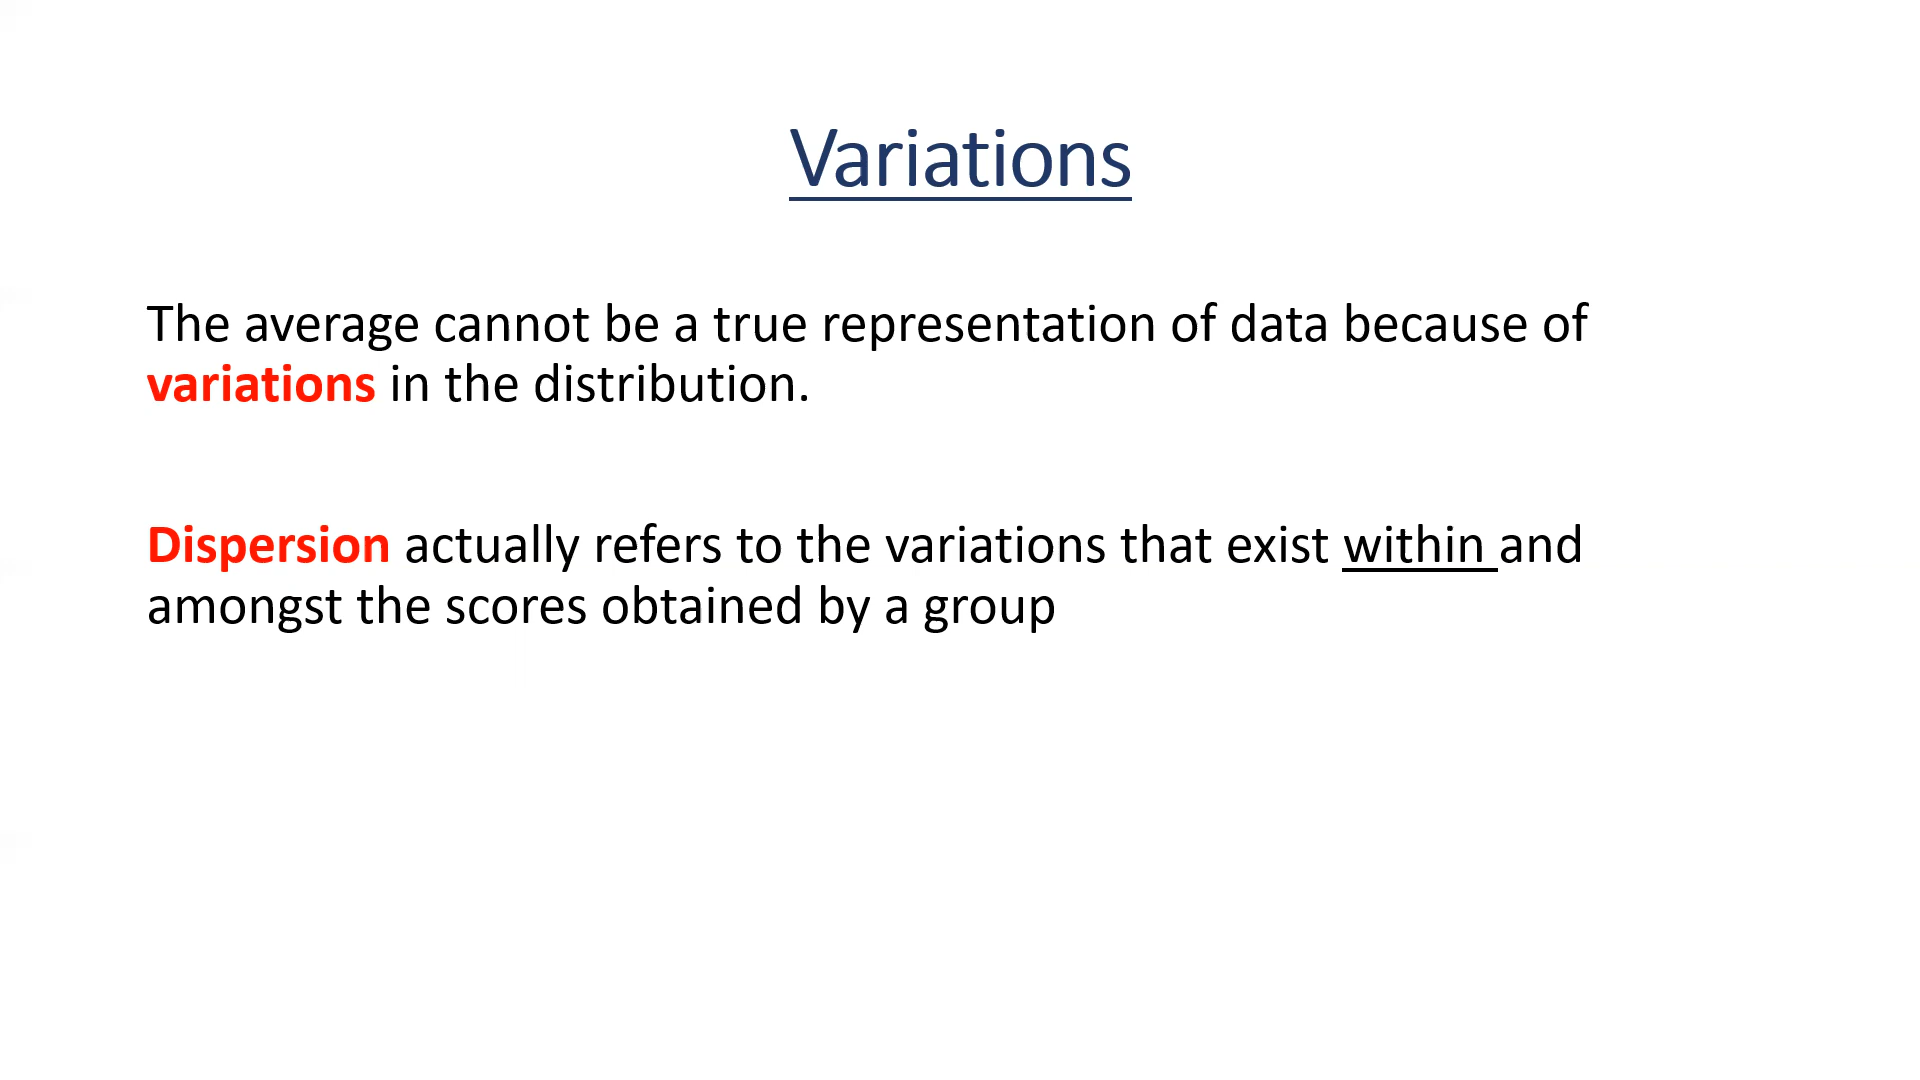 Variations
The average cannot be a true representation of data because of
variations in the distribution.
Dispersion actually refers to the variations that exist within and
amongst the scores obtained by a group